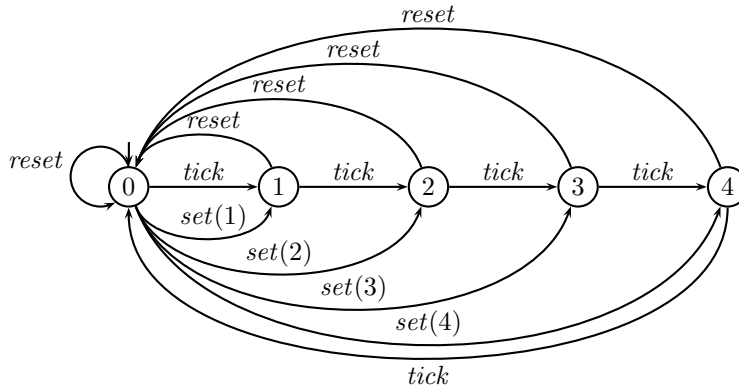 reset
reset
reset
reset
reset
tick tick tick tick
0 1 2 3 4
set(1)
set(2)
set(3)
set(4)
tick